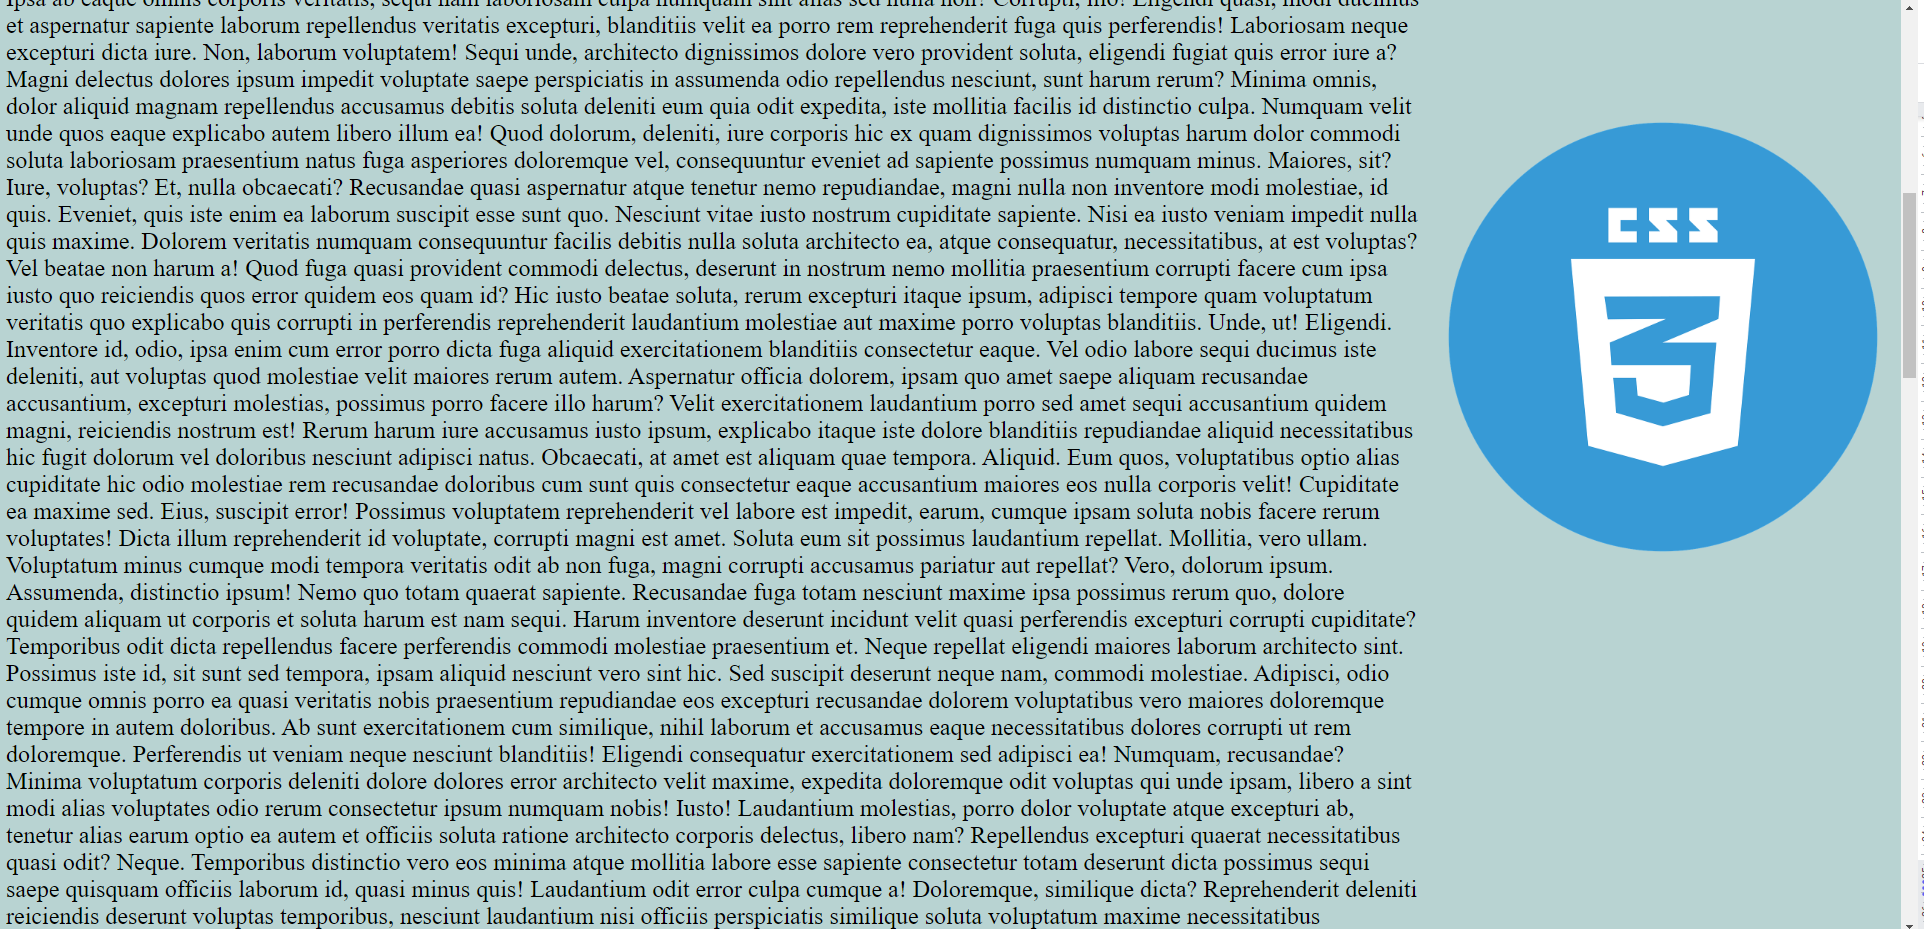 Ipsa ab eaque omnis corporis veritatis, sequi nam laboriosam culpa numquam sint alias sed nulla non! Corrupti, illo! Eligendi quasi, modi ducimus
et aspernatur sapiente laborum repellendus veritatis excepturi, blanditiis velit ea porro rem reprehenderit fuga quis perferendis! Laboriosam neque
excepturi dicta iure. Non, laborum voluptatem! Sequi unde, architecto dignissimos dolore vero provident soluta, eligendi fugiat quis error iure a?
Magni delectus dolores ipsum impedit voluptate saepe perspiciatis in assumenda odio repellendus nesciunt, sunt harum rerum? Minima omnis,
dolor aliquid magnam repellendus accusamus debitis soluta deleniti eum quia odit expedita, iste mollitia facilis id distinctio culpa. Numquam velit
unde quos eaque explicabo autem libero illum ea! Quod dolorum, deleniti, iure corporis hic ex quam dignissimos voluptas harum dolor commodi
soluta laboriosam praesentium natus fuga asperiores doloremque vel, consequuntur eveniet ad sapiente possimus numquam minus. Maiores, sit?
Iure, voluptas? Et, nulla obcaecati? Recusandae quasi aspernatur atque tenetur nemo repudiandae, magni nulla non inventore modi molestiae, id
quis. Eveniet, quis iste enim ea laborum suscipit esse sunt quo. Nesciunt vitae iusto nostrum cupiditate sapiente. Nisi ea iusto veniam impedit nulla
quis maxime. Dolorem veritatis numquam consequuntur facilis debitis nulla soluta architecto ea, atque consequatur, necessitatibus, at est voluptas?
Vel beatae non harum a! Quod fuga quasi provident commodi delectus, deserunt in nostrum nemo mollitia praesentium corrupti facere cum ipsa
iusto quo reiciendis quos error quidem eos quam id? Hic iusto beatae soluta, rerum excepturi itaque ipsum, adipisci tempore quam voluptatum
veritatis quo explicabo quis corrupti in perferendis reprehenderit laudantium molestiae aut maxime porro voluptas blanditiis. Unde, ut! Eligendi.
Inventore id, odio, ipsa enim cum error porro dicta fuga aliquid exercitationem blanditiis consectetur eaque. Vel odio labore sequi ducimus iste
deleniti, aut voluptas quod molestiae velit maiores rerum autem. Aspernatur officia dolorem, ipsam quo amet saepe aliquam recusandae
accusantium, excepturi molestias, possimus porro facere illo harum? Velit exercitationem laudantium porro sed amet sequi accusantium quidem
magni, reiciendis nostrum est! Rerum harum iure accusamus iusto ipsum, explicabo itaque iste dolore blanditiis repudiandae aliquid necessitatibus
hic fugit dolorum vel doloribus nesciunt adipisci natus. Obcaecati, at amet est aliquam quae tempora. Aliquid. Eum quos, voluptatibus optio alias
cupiditate hic odio molestiae rem recusandae doloribus cum sunt quis consectetur eaque accusantium maiores eos nulla corporis velit! Cupiditate
ea maxime sed. Eius, suscipit error! Possimus voluptatem reprehenderit vel labore est impedit, earum, cumque ipsam soluta nobis facere rerum
voluptates! Dicta illum reprehenderit id voluptate, corrupti magni est amet. Soluta eum sit possimus laudantium repellat. Mollitia, vero ullam.
Voluptatum minus cumque modi tempora veritatis odit ab non fuga, magni corrupti accusamus pariatur aut repellat? Vero, dolorum ipsum.
Assumenda, distinctio ipsum! Nemo quo totam quaerat sapiente. Recusandae fuga totam nesciunt maxime ipsa possimus rerum quo, dolore
quidem aliquam ut corporis et soluta harum est nam sequi. Harum inventore deserunt incidunt velit quasi perferendis excepturi corrupti cupiditate?
Temporibus odit dicta repellendus facere perferendis commodi molestiae praesentium et. Neque repellat eligendi maiores laborum architecto sint.
Possimus iste id, sit sunt sed tempora, ipsam aliquid nesciunt vero sint hic. Sed suscipit deserunt neque nam, commodi molestiae. Adipisci, odio
cumque omnis porro ea quasi veritatis nobis praesentium repudiandae eos excepturi recusandae dolorem voluptatibus vero maiores doloremque
tempore in autem doloribus. Ab sunt exercitationem cum similique, nihil laborum et accusamus eaque necessitatibus dolores corrupti ut rem
doloremque. Perferendis ut veniam neque nesciunt blanditiis! Eligendi consequatur exercitationem sed adipisci ea! Numquam, recusandae?
Minima voluptatum corporis deleniti dolore dolores error architecto velit maxime, expedita doloremque odit voluptas qui unde ipsam, libero a sint
modi alias voluptates odio rerum consectetur ipsum numquam nobis! Iusto! Laudantium molestias, porro dolor voluptate atque excepturi ab,
tenetur alias earum optio ea autem et officiis soluta ratione architecto corporis delectus, libero nam? Repellendus excepturi quaerat necessitatibus
quasi odit? Neque. Temporibus distinctio vero eos minima atque mollitia labore esse sapiente consectetur totam deserunt dicta possimus sequi
saepe quisquam officiis laborum id, quasi minus quis! Laudantium odit error culpa cumque a! Doloremque, similique dicta? Reprehenderit deleniti
reiciendis deserunt voluptas temporibus, nesciunt laudantium nisi officiis perspiciatis similique soluta voluptatum maxime necessitatibus
CSS
3